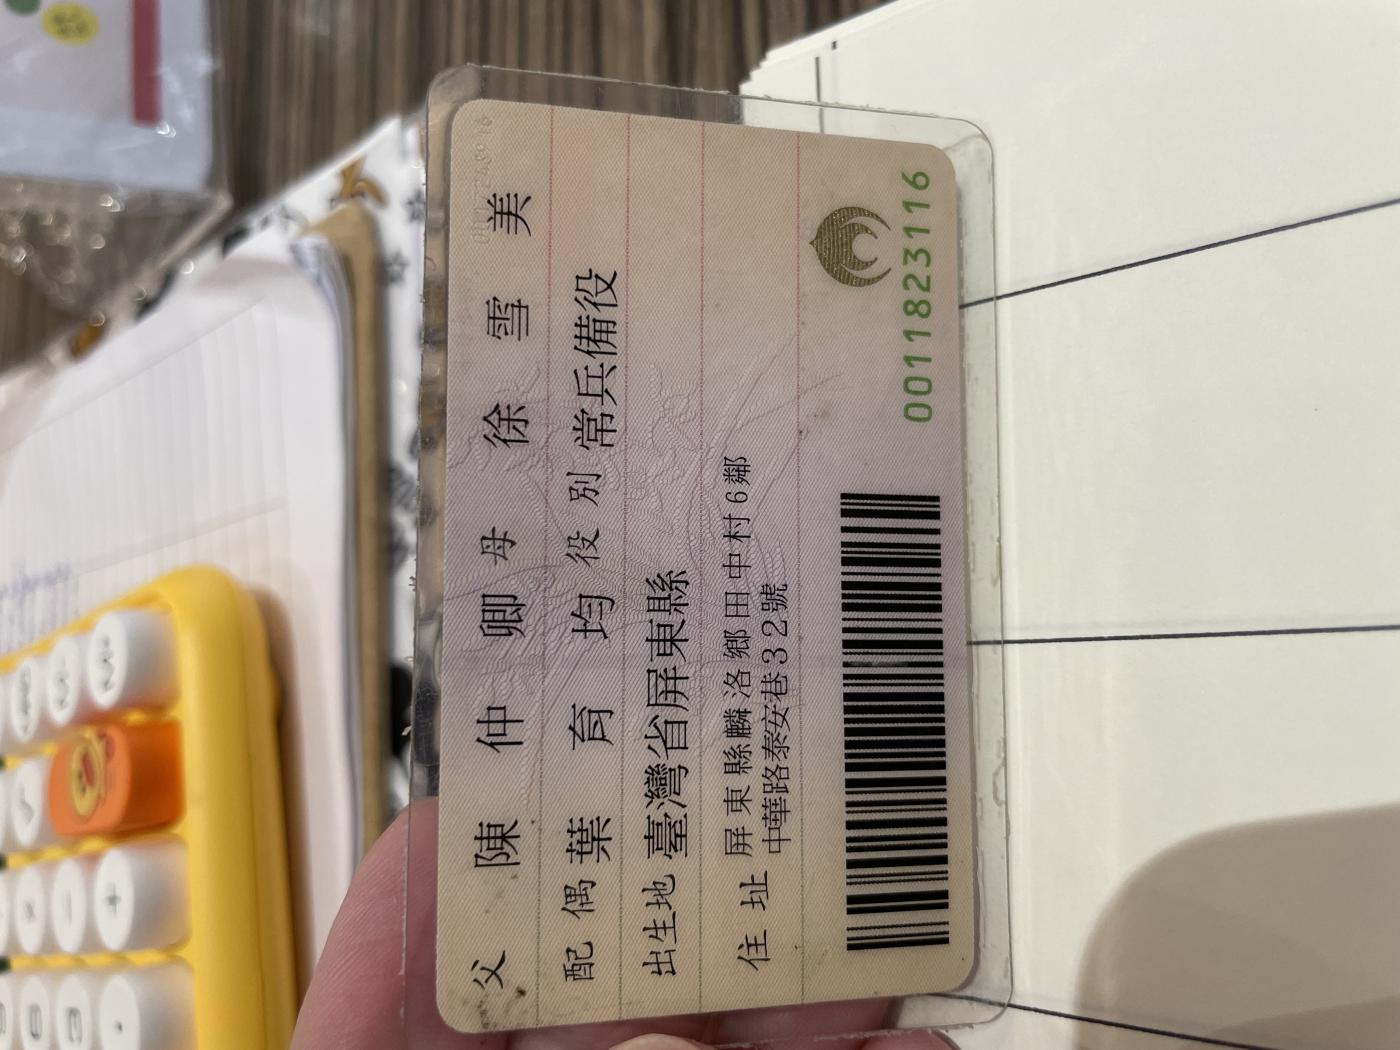 父 陳仲卿 母 徐雪美
配偶 葉育均 役別 常兵備役
出生地 臺灣省屏東縣
住址 屏東縣麟洛鄉田中村6鄰
中華路泰安巷32號
0011823116